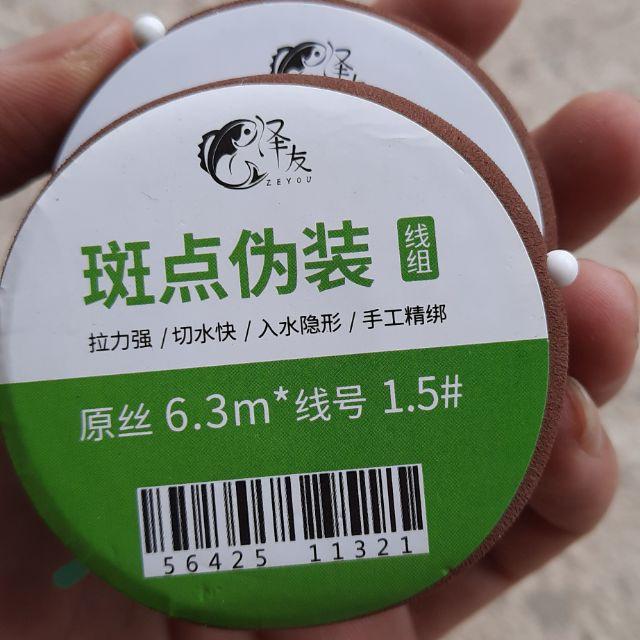 泽
泽友
ZEYOU
斑点伪装 线组
拉力强 / 切水快 / 入水隐形 / 手工精绑
原丝 6.3m*线号 1.5#
56425 11321